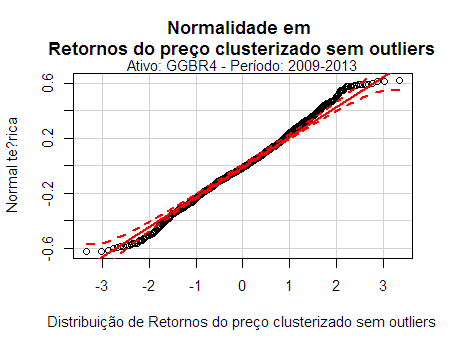 Normalidade em
Retornos do preço clusterizado sem outliers
Ativo: GGBR4 - Período: 2009-2013
Normal te?rica
0.6
0.2
-0.2
-0.6
-3 -2 -1 0 1 2 3
Distribuição de Retornos do preço clusterizado sem outliers